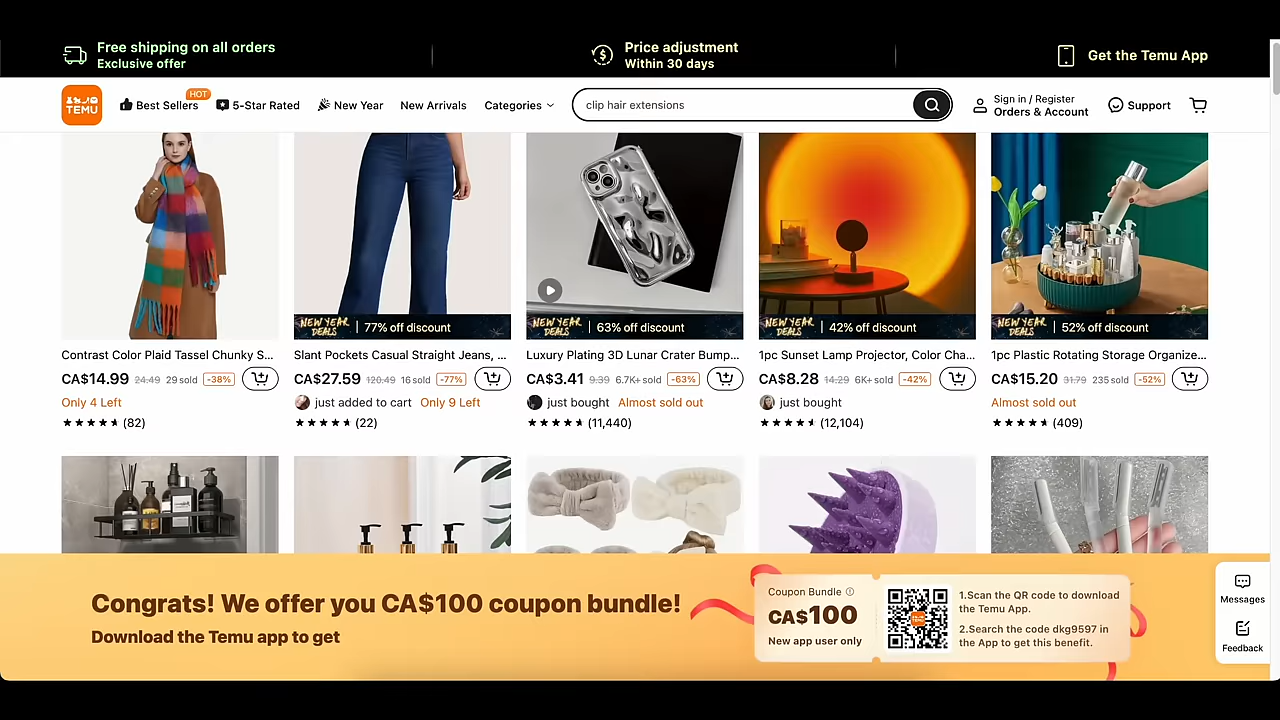 Free shipping on all orders
Exclusive offer
Price adjustment
Within 30 days
Get the Temu App
TEMU
Best Sellers
HOT
5-Star Rated
New Year
New Arrivals
Categories
clip hair extensions
Sign in / Register
Orders & Account
Support
NEW YEAR DEALS | 77% off discount
NEW YEAR DEALS | 63% off discount
NEW YEAR DEALS | 42% off discount
NEW YEAR DEALS | 52% off discount
Contrast Color Plaid Tassel Chunky S...
CA$14.99 24.49 29 sold -38%
Only 4 Left
(82)
Slant Pockets Casual Straight Jeans, ...
CA$27.59 120.49 16 sold -77%
just added to cart Only 9 Left
(22)
Luxury Plating 3D Lunar Crater Bump...
CA$3.41 9.39 6.7K+ sold -63%
just bought Almost sold out
(11,440)
1pc Sunset Lamp Projector, Color Cha...
CA$8.28 14.29 6K+ sold -42%
just bought
(12,104)
1pc Plastic Rotating Storage Organize...
CA$15.20 31.79 235 sold -52%
Almost sold out
(409)
Congrats! We offer you CA$100 coupon bundle!
Download the Temu app to get
Coupon Bundle
CA$100
New app user only
1.Scan the QR code to download
the Temu App.
2.Search the code dkg9597 in
the App to get this benefit.
Messages
Feedback